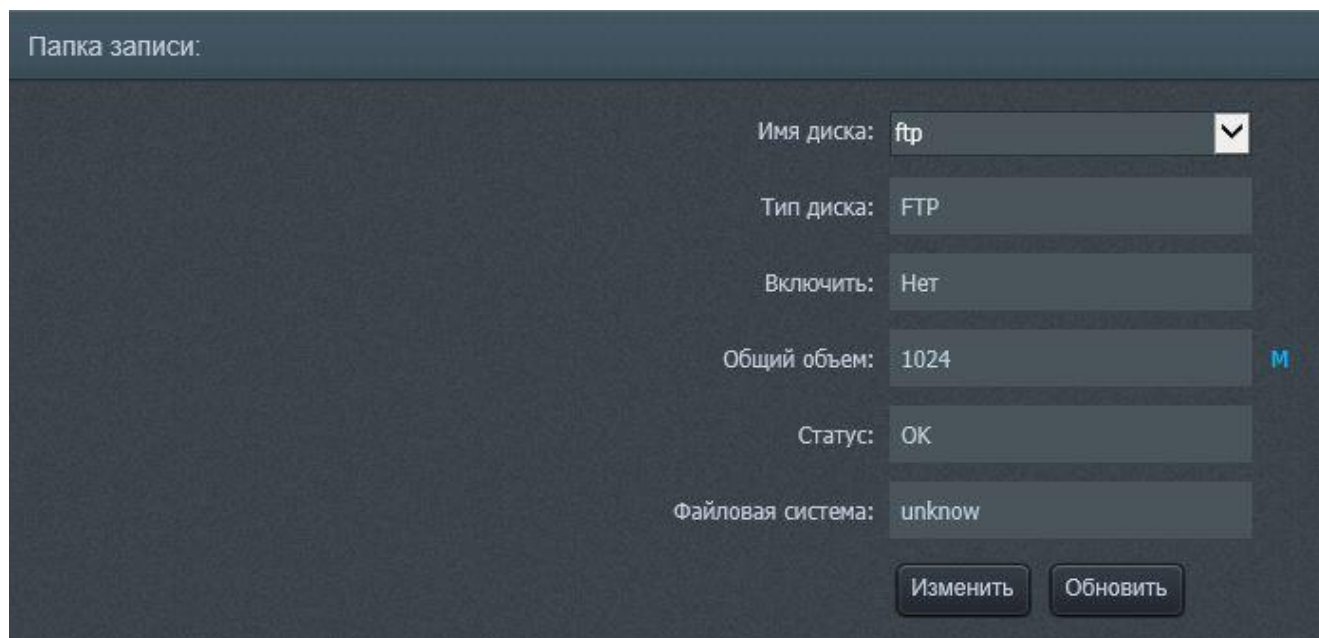 Папка записи:
Имя диска: ftp
Тип диска: FTP
Включить: Нет
Общий объем: 1024 M
Статус: OK
Файловая система: unknow
Изменить Обновить